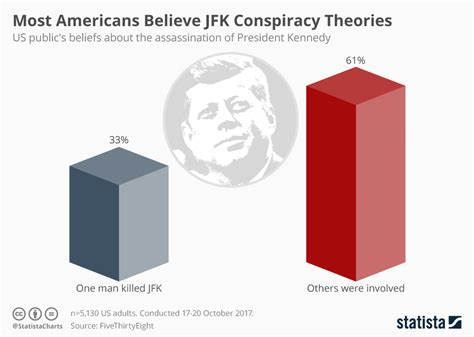 Most Americans Believe JFK Conspiracy Theories
US public's beliefs about the assassination of President Kennedy
61%
33%
One man killed JFK
Others were involved
n=5,130 US adults. Conducted 17-20 October 2017.
@StatistaCharts Source: FiveThirtyEight
statista